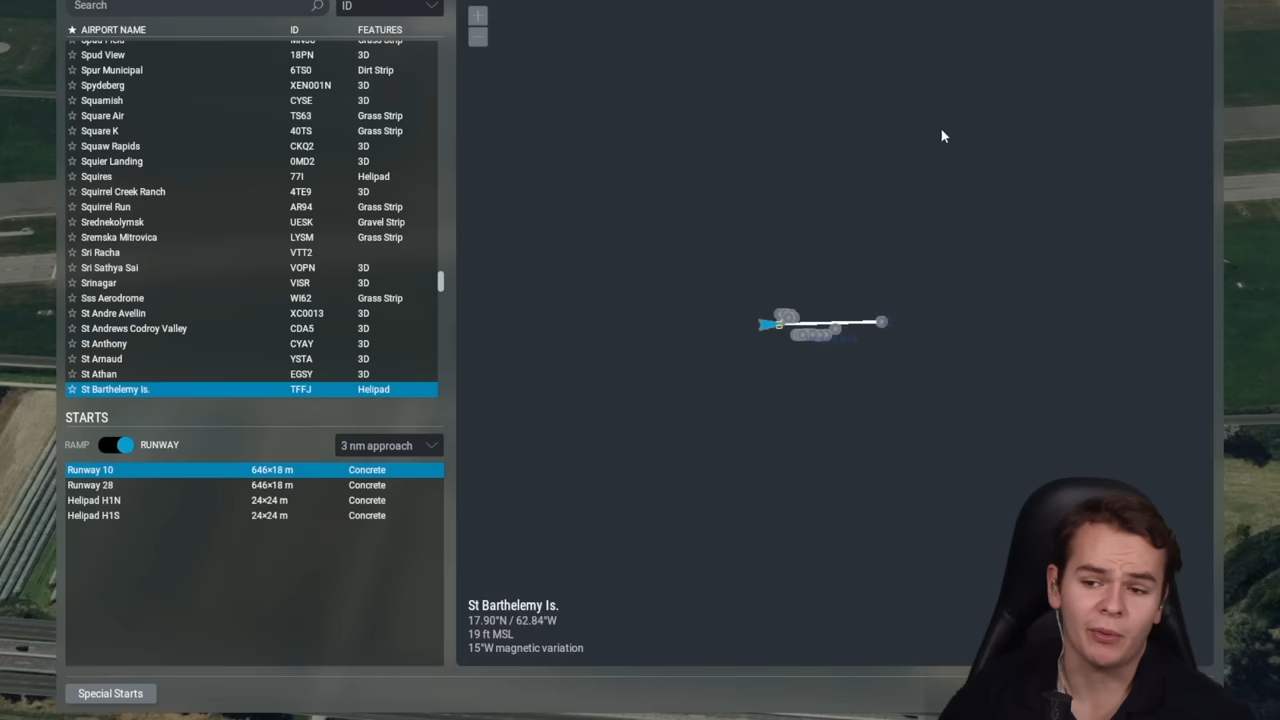 Search
ID
★ AIRPORT NAME ID FEATURES
Spud Field MN50 Grass Strip
Spud View 18PN 3D
Spur Municipal 6TS0 Dirt Strip
Spydeberg XEN001N 3D
Squamish CYSE 3D
Square Air TS63 Grass Strip
Square K 40TS Grass Strip
Squaw Rapids CKQ2 3D
Squier Landing 0MD2 3D
Squires 77I Helipad
Squirrel Creek Ranch 4TE9 3D
Squirrel Run AR94 Grass Strip
Srednekolymsk UESK Gravel Strip
Sremska Mitrovica LYSM Grass Strip
Sri Racha VTT2
Sri Sathya Sai VOPN 3D
Srinagar VISR 3D
Sss Aerodrome WI62 Grass Strip
St Andre Avellin XC0013 3D
St Andrews Codroy Valley CDA5 3D
St Anthony CYAY 3D
St Arnaud YSTA 3D
St Athan EGSY 3D
St Barthelemy Is. TFFJ Helipad
STARTS
RAMP RUNWAY 3 nm approach
Runway 10 646×18 m Concrete
Runway 28 646×18 m Concrete
Helipad H1N 24×24 m Concrete
Helipad H1S 24×24 m Concrete
Special Starts
St Barthelemy Is.
17.90°N / 62.84°W
19 ft MSL
15°W magnetic variation